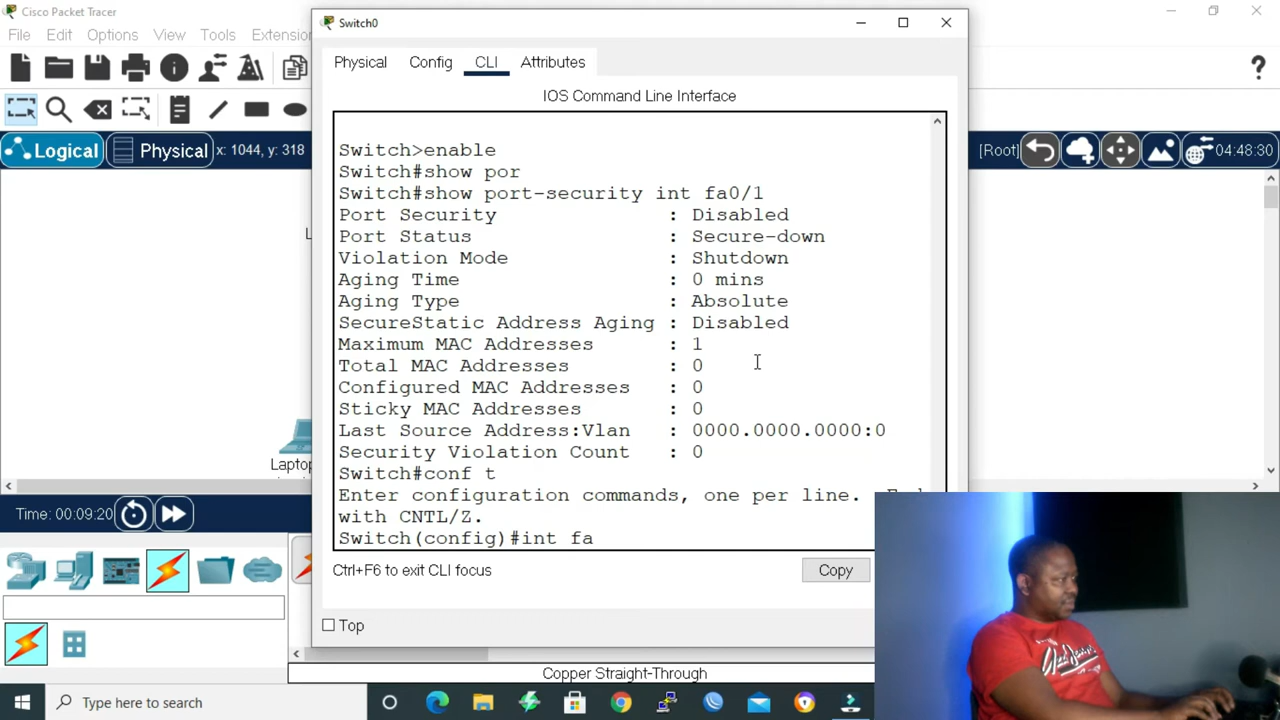 Cisco Packet Tracer
File Edit Options View Tools Extensi
?
Logical
Physical
x: 1044, y: 318
[Root]
04:48:30
L
Laptop
Time: 00:09:20
Copper Straight-Through
Switch0
Physical Config CLI Attributes
IOS Command Line Interface
Switch>enable
Switch#show por
Switch#show port-security int fa0/1
Port Security : Disabled
Port Status : Secure-down
Violation Mode : Shutdown
Aging Time : 0 mins
Aging Type : Absolute
SecureStatic Address Aging : Disabled
Maximum MAC Addresses : 1
Total MAC Addresses : 0
Configured MAC Addresses : 0
Sticky MAC Addresses : 0
Last Source Address:Vlan : 0000.0000.0000:0
Security Violation Count : 0
Switch#conf t
Enter configuration commands, one per line.
with CNTL/Z.
Switch(config)#int fa
Ctrl+F6 to exit CLI focus
Copy
Top
Type here to search